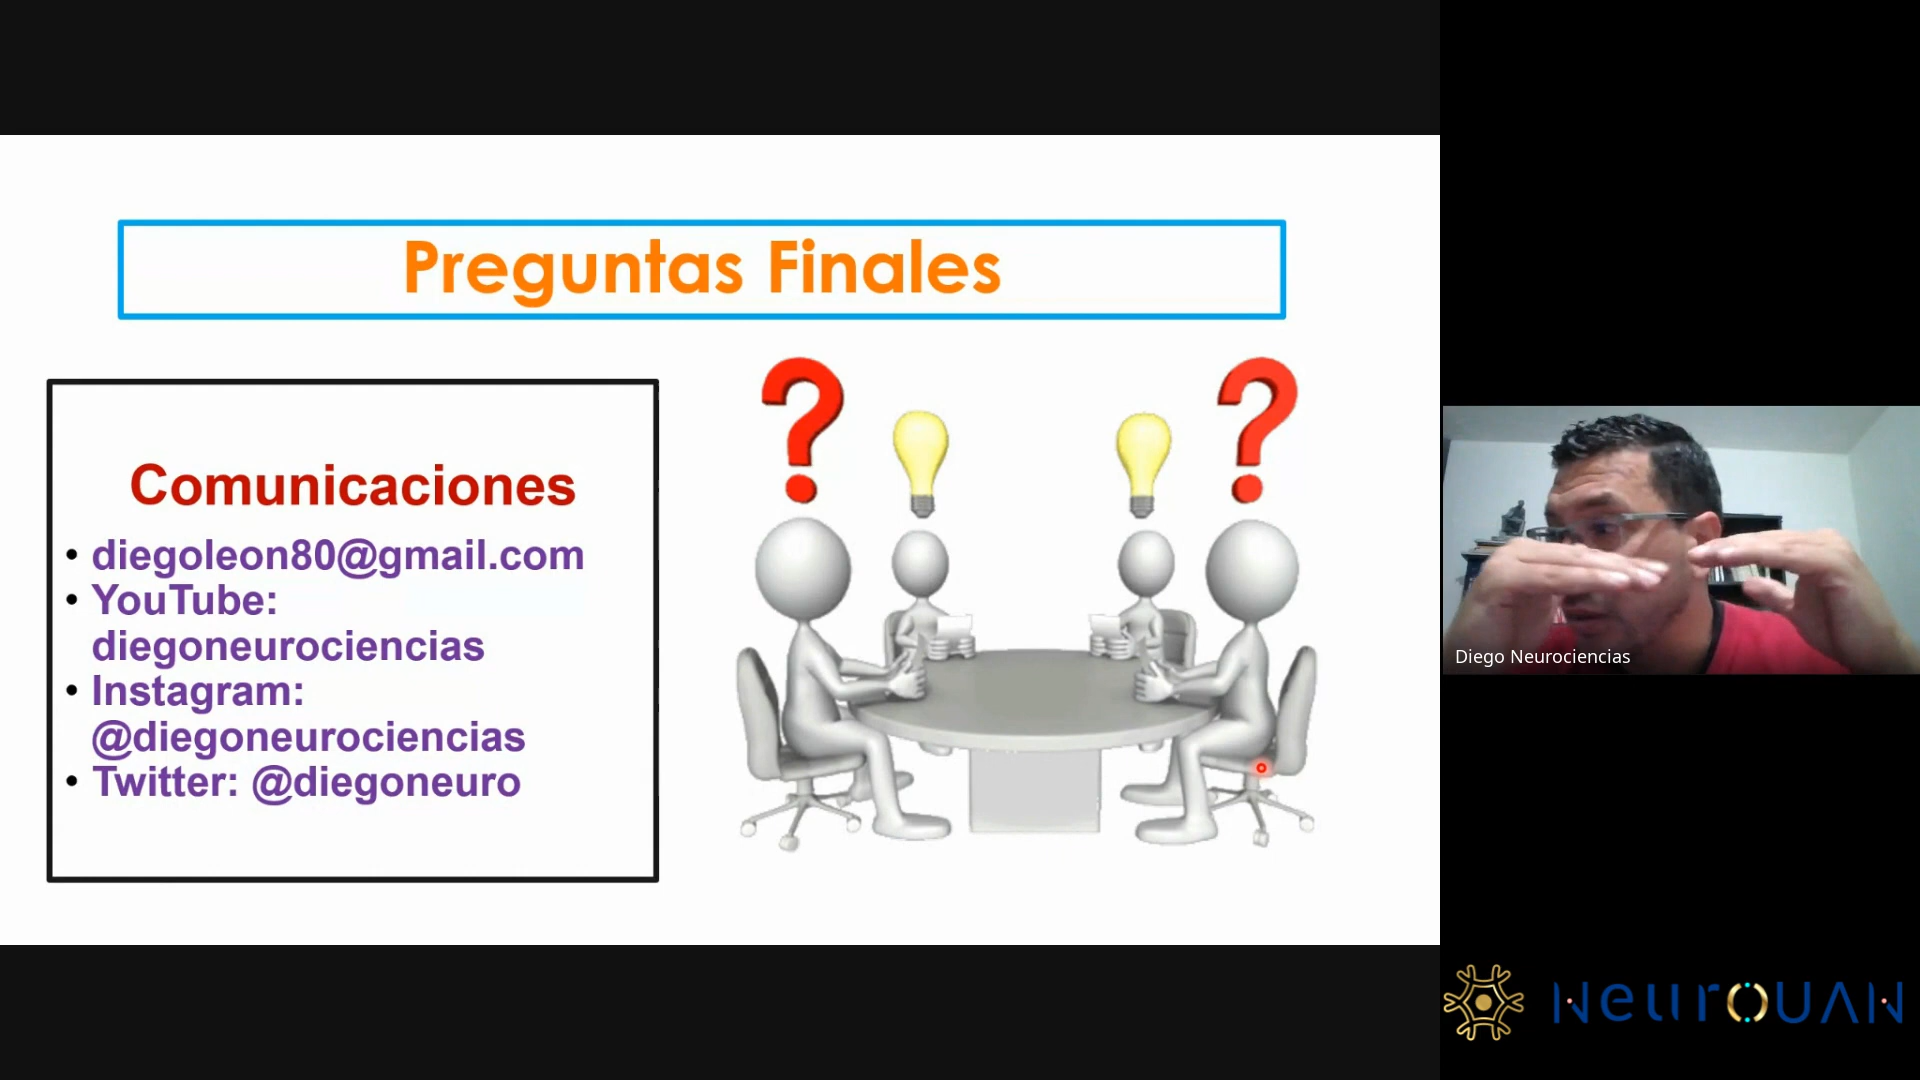 Preguntas Finales
Comunicaciones
• diegoleon80@gmail.com
• YouTube:
diegoneurociencias
• Instagram:
@diegoneurociencias
• Twitter: @diegoneuro
Diego Neurociencias
NeuroUAN